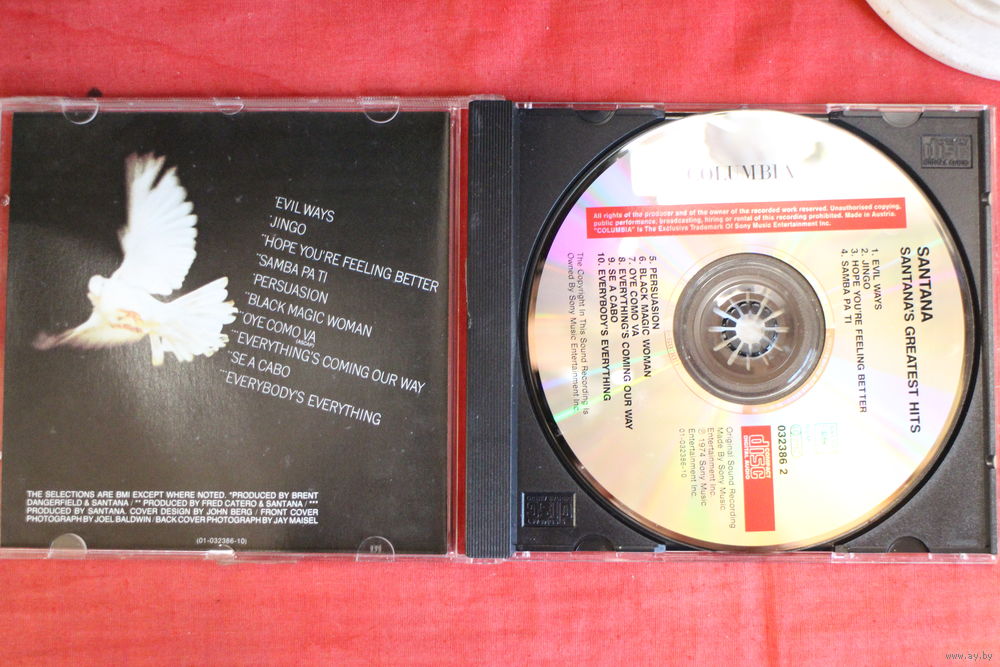 *EVIL WAYS
*JINGO
**HOPE YOU'RE FEELING BETTER
**SAMBA PA TI
*PERSUASION
**BLACK MAGIC WOMAN
**OYE COMO VA
(ASCAP)
***EVERYTHING'S COMING OUR WAY
**SE A CABO
***EVERYBODY'S EVERYTHING
THE SELECTIONS ARE BMI EXCEPT WHERE NOTED. *PRODUCED BY BRENT
DANGERFIELD & SANTANA / ** PRODUCED BY FRED CATERO & SANTANA / ***
PRODUCED BY SANTANA. COVER DESIGN BY JOHN BERG / FRONT COVER
PHOTOGRAPH BY JOEL BALDWIN / BACK COVER PHOTOGRAPH BY JAY MAISEL
(01-032386-10)
COLUMBIA
All rights of the producer and of the owner of the recorded work reserved. Unauthorised copying,
public performance, broadcasting, hiring or rental of this recording prohibited. Made in Austria.
"COLUMBIA" is The Exclusive Trademark Of Sony Music Entertainment Inc.
SANTANA
SANTANA'S GREATEST HITS
1. EVIL WAYS
2. JINGO
3. HOPE YOU'RE FEELING BETTER
4. SAMBA PA TI
5. PERSUASION
6. BLACK MAGIC WOMAN
7. OYE COMO VA
8. EVERYTHING'S COMING OUR WAY
9. SE A CABO
10. EVERYBODY'S EVERYTHING
The Copyright In This Sound Recording Is
Owned By Sony Music Entertainment Inc.
032386 2
COMPACT
disc
DIGITAL AUDIO
Original Sound Recording
Made By Sony Music
Entertainment Inc.
℗ 1974 Sony Music
Entertainment Inc.
01-032386-10
www.ay.by